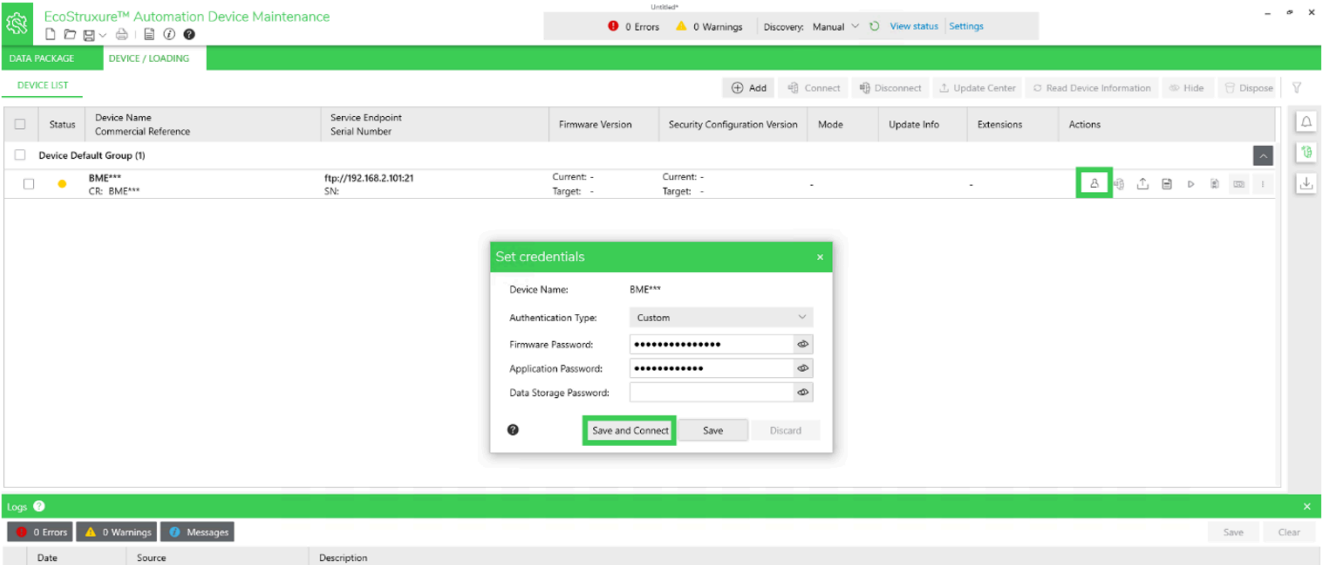 Untitled*
EcoStruxure™ Automation Device Maintenance
0 Errors 0 Warnings Discovery: Manual View status Settings
DATA PACKAGE DEVICE / LOADING
DEVICE LIST
Add Connect Disconnect Update Center Read Device Information Hide Dispose
Status Device Name Service Endpoint Firmware Version Security Configuration Version Mode Update Info Extensions Actions
Commercial Reference Serial Number
Device Default Group (1)
BME*** ftp://192.168.2.101:21 Current: - Current: -
CR: BME*** SN: Target: - Target: - - -
Set credentials
Device Name: BME***
Authentication Type: Custom
Firmware Password: •••••••••••••••
Application Password: ••••••••••••
Data Storage Password:
Save and Connect Save Discard
Logs
0 Errors 0 Warnings Messages Save Clear
Date Source Description